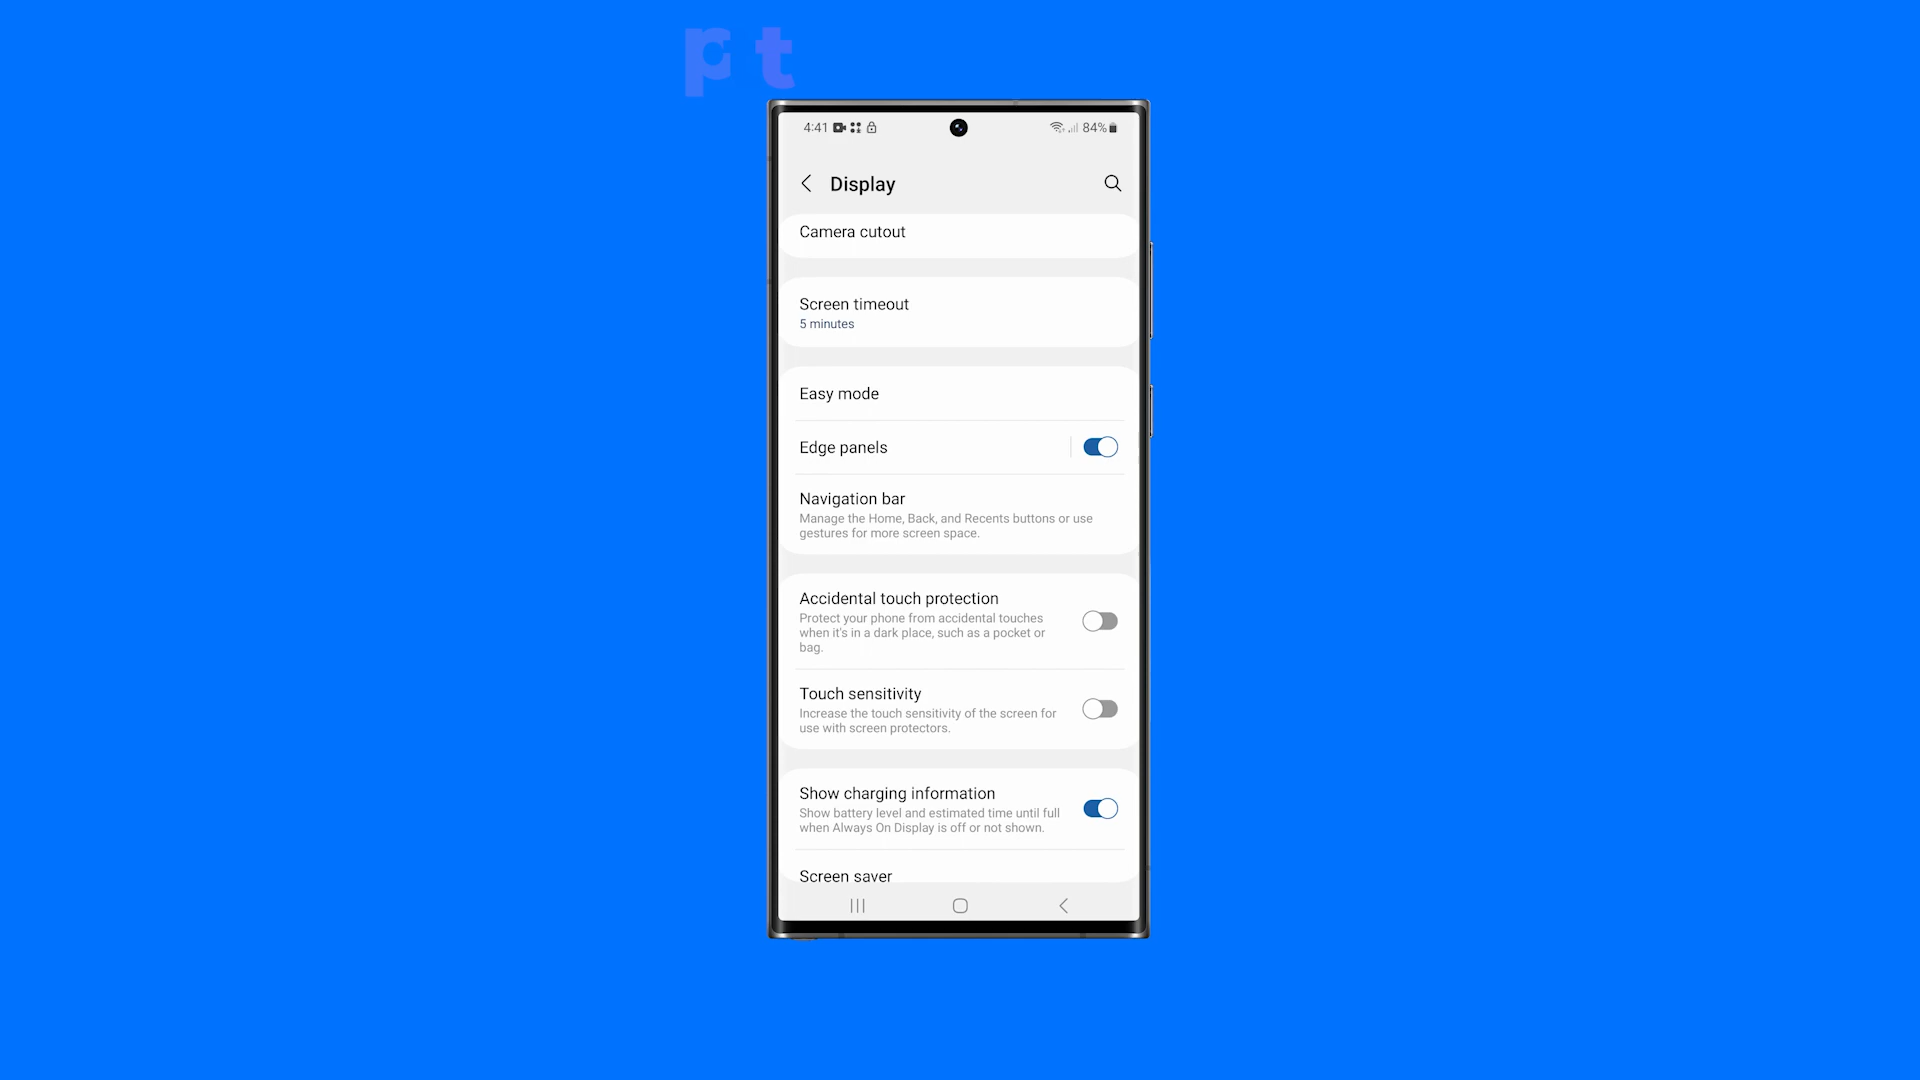 pt
4:41
84%
Display
Camera cutout
Screen timeout
5 minutes
Easy mode
Edge panels
Navigation bar
Manage the Home, Back, and Recents buttons or use
gestures for more screen space.
Accidental touch protection
Protect your phone from accidental touches
when it's in a dark place, such as a pocket or
bag.
Touch sensitivity
Increase the touch sensitivity of the screen for
use with screen protectors.
Show charging information
Show battery level and estimated time until full
when Always On Display is off or not shown.
Screen saver